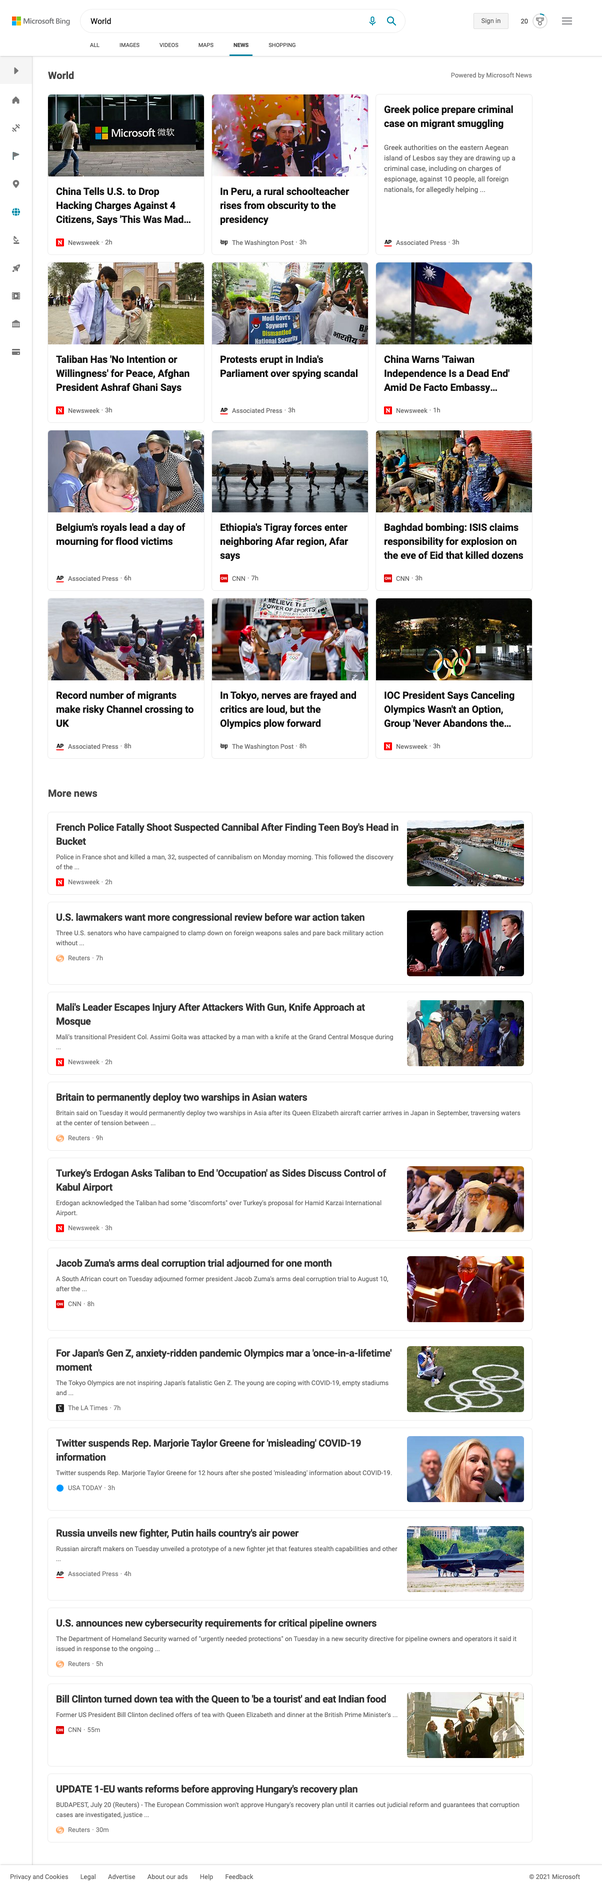 Microsoft Bing
World
Sign in
20
ALL IMAGES VIDEOS MAPS NEWS SHOPPING
World
Powered by Microsoft News
Microsoft 微软
China Tells U.S. to Drop
Hacking Charges Against 4
Citizens, Says 'This Was Mad...
Newsweek · 2h
In Peru, a rural schoolteacher
rises from obscurity to the
presidency
The Washington Post · 3h
Greek police prepare criminal
case on migrant smuggling
Greek authorities on the eastern Aegean
island of Lesbos say they are drawing up a
criminal case, including on charges of
espionage, against 10 people, all foreign
nationals, for allegedly helping ...
AP Associated Press · 3h
Taliban Has 'No Intention or
Willingness' for Peace, Afghan
President Ashraf Ghani Says
Newsweek · 3h
Modi Govt's
Spyware
Dismantled
National Security
Protests erupt in India's
Parliament over spying scandal
AP Associated Press · 3h
China Warns 'Taiwan
Independence Is a Dead End'
Amid De Facto Embassy...
Newsweek · 1h
Belgium's royals lead a day of
mourning for flood victims
AP Associated Press · 6h
Ethiopia's Tigray forces enter
neighboring Afar region, Afar
says
CNN · 7h
Baghdad bombing: ISIS claims
responsibility for explosion on
the eve of Eid that killed dozens
CNN · 3h
Record number of migrants
make risky Channel crossing to
UK
AP Associated Press · 8h
I BELIEVE THE
POWER OF SPORTS
In Tokyo, nerves are frayed and
critics are loud, but the
Olympics plow forward
The Washington Post · 8h
IOC President Says Canceling
Olympics Wasn't an Option,
Group 'Never Abandons the...
Newsweek · 3h
More news
French Police Fatally Shoot Suspected Cannibal After Finding Teen Boy's Head in
Bucket
Police in France shot and killed a man, 32, suspected of cannibalism on Monday morning. This followed the discovery
of the ...
Newsweek · 2h
U.S. lawmakers want more congressional review before war action taken
Three U.S. senators who have campaigned to clamp down on foreign weapons sales and pare back military action
without ...
Reuters · 7h
Mali's Leader Escapes Injury After Attackers With Gun, Knife Approach at
Mosque
Mali's transitional President Col. Assimi Goita was attacked by a man with a knife at the Grand Central Mosque during
...
Newsweek · 2h
Britain to permanently deploy two warships in Asian waters
Britain said on Tuesday it would permanently deploy two warships in Asia after its Queen Elizabeth aircraft carrier arrives in Japan in September, traversing waters
at the center of tension between ...
Reuters · 9h
Turkey's Erdogan Asks Taliban to End 'Occupation' as Sides Discuss Control of
Kabul Airport
Erdogan acknowledged the Taliban had some "discomforts" over Turkey's proposal for Hamid Karzai International
Airport.
Newsweek · 3h
Jacob Zuma's arms deal corruption trial adjourned for one month
A South African court on Tuesday adjourned former president Jacob Zuma's arms deal corruption trial to August 10,
after the ...
CNN · 8h
For Japan's Gen Z, anxiety-ridden pandemic Olympics mar a 'once-in-a-lifetime'
moment
The Tokyo Olympics are not inspiring Japan's fatalistic Gen Z. The young are coping with COVID-19, empty stadiums
and ...
The LA Times · 7h
Twitter suspends Rep. Marjorie Taylor Greene for 'misleading' COVID-19
information
Twitter suspends Rep. Marjorie Taylor Greene for 12 hours after she posted 'misleading' information about COVID-19.
USA TODAY · 3h
Russia unveils new fighter, Putin hails country's air power
Russian aircraft makers on Tuesday unveiled a prototype of a new fighter jet that features stealth capabilities and other
...
AP Associated Press · 4h
U.S. announces new cybersecurity requirements for critical pipeline owners
The Department of Homeland Security warned of "urgently needed protections" on Tuesday in a new security directive for pipeline owners and operators it said it
issued in response to the ongoing ...
Reuters · 5h
Bill Clinton turned down tea with the Queen to 'be a tourist' and eat Indian food
Former US President Bill Clinton declined offers of tea with Queen Elizabeth and dinner at the British Prime Minister's ...
CNN · 55m
UPDATE 1-EU wants reforms before approving Hungary's recovery plan
BUDAPEST, July 20 (Reuters) - The European Commission won't approve Hungary's recovery plan until it carries out judicial reform and guarantees that corruption
cases are investigated, justice ...
Reuters · 30m
Privacy and Cookies Legal Advertise About our ads Help Feedback
© 2021 Microsoft